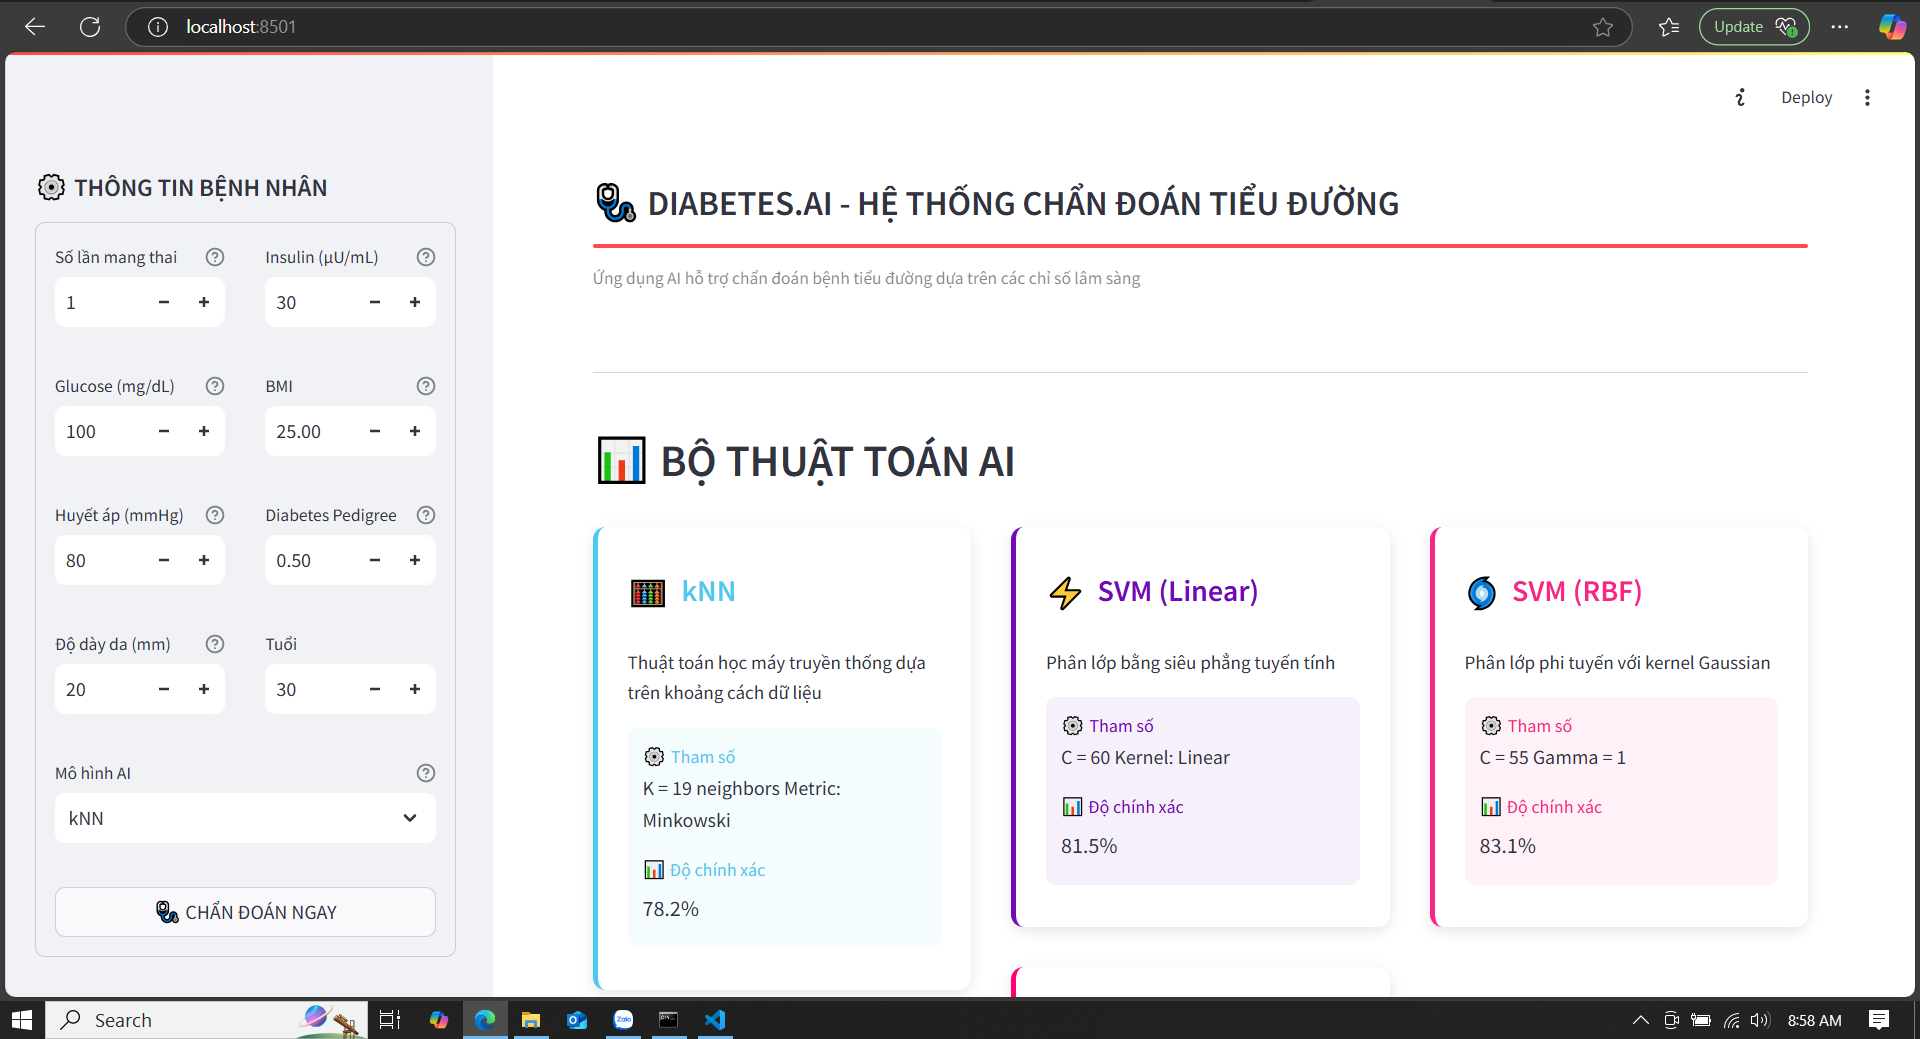 localhost:8501
Update
Deploy
THÔNG TIN BỆNH NHÂN
Số lần mang thai
1
Insulin (μU/mL)
30
Glucose (mg/dL)
100
BMI
25.00
Huyết áp (mmHg)
80
Diabetes Pedigree
0.50
Độ dày da (mm)
20
Tuổi
30
Mô hình AI
kNN
CHẨN ĐOÁN NGAY
DIABETES.AI - HỆ THỐNG CHẨN ĐOÁN TIỂU ĐƯỜNG
Ứng dụng AI hỗ trợ chẩn đoán bệnh tiểu đường dựa trên các chỉ số lâm sàng
BỘ THUẬT TOÁN AI
kNN
Thuật toán học máy truyền thống dựa
trên khoảng cách dữ liệu
Tham số
K = 19 neighbors Metric:
Minkowski
Độ chính xác
78.2%
SVM (Linear)
Phân lớp bằng siêu phẳng tuyến tính
Tham số
C = 60 Kernel: Linear
Độ chính xác
81.5%
SVM (RBF)
Phân lớp phi tuyến với kernel Gaussian
Tham số
C = 55 Gamma = 1
Độ chính xác
83.1%
Search
Zalo
8:58 AM